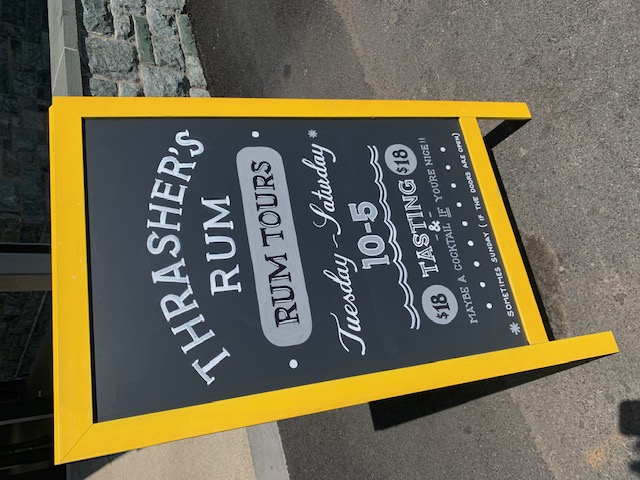 THRASHER'S
RUM
RUM TOURS
Tuesday - Saturday *
10-5
$18 TASTING $18
- & -
MAYBE A COCKTAIL IF YOU'RE NICE!!
* SOMETIMES SUNDAY (IF THE DOORS ARE OPEN)